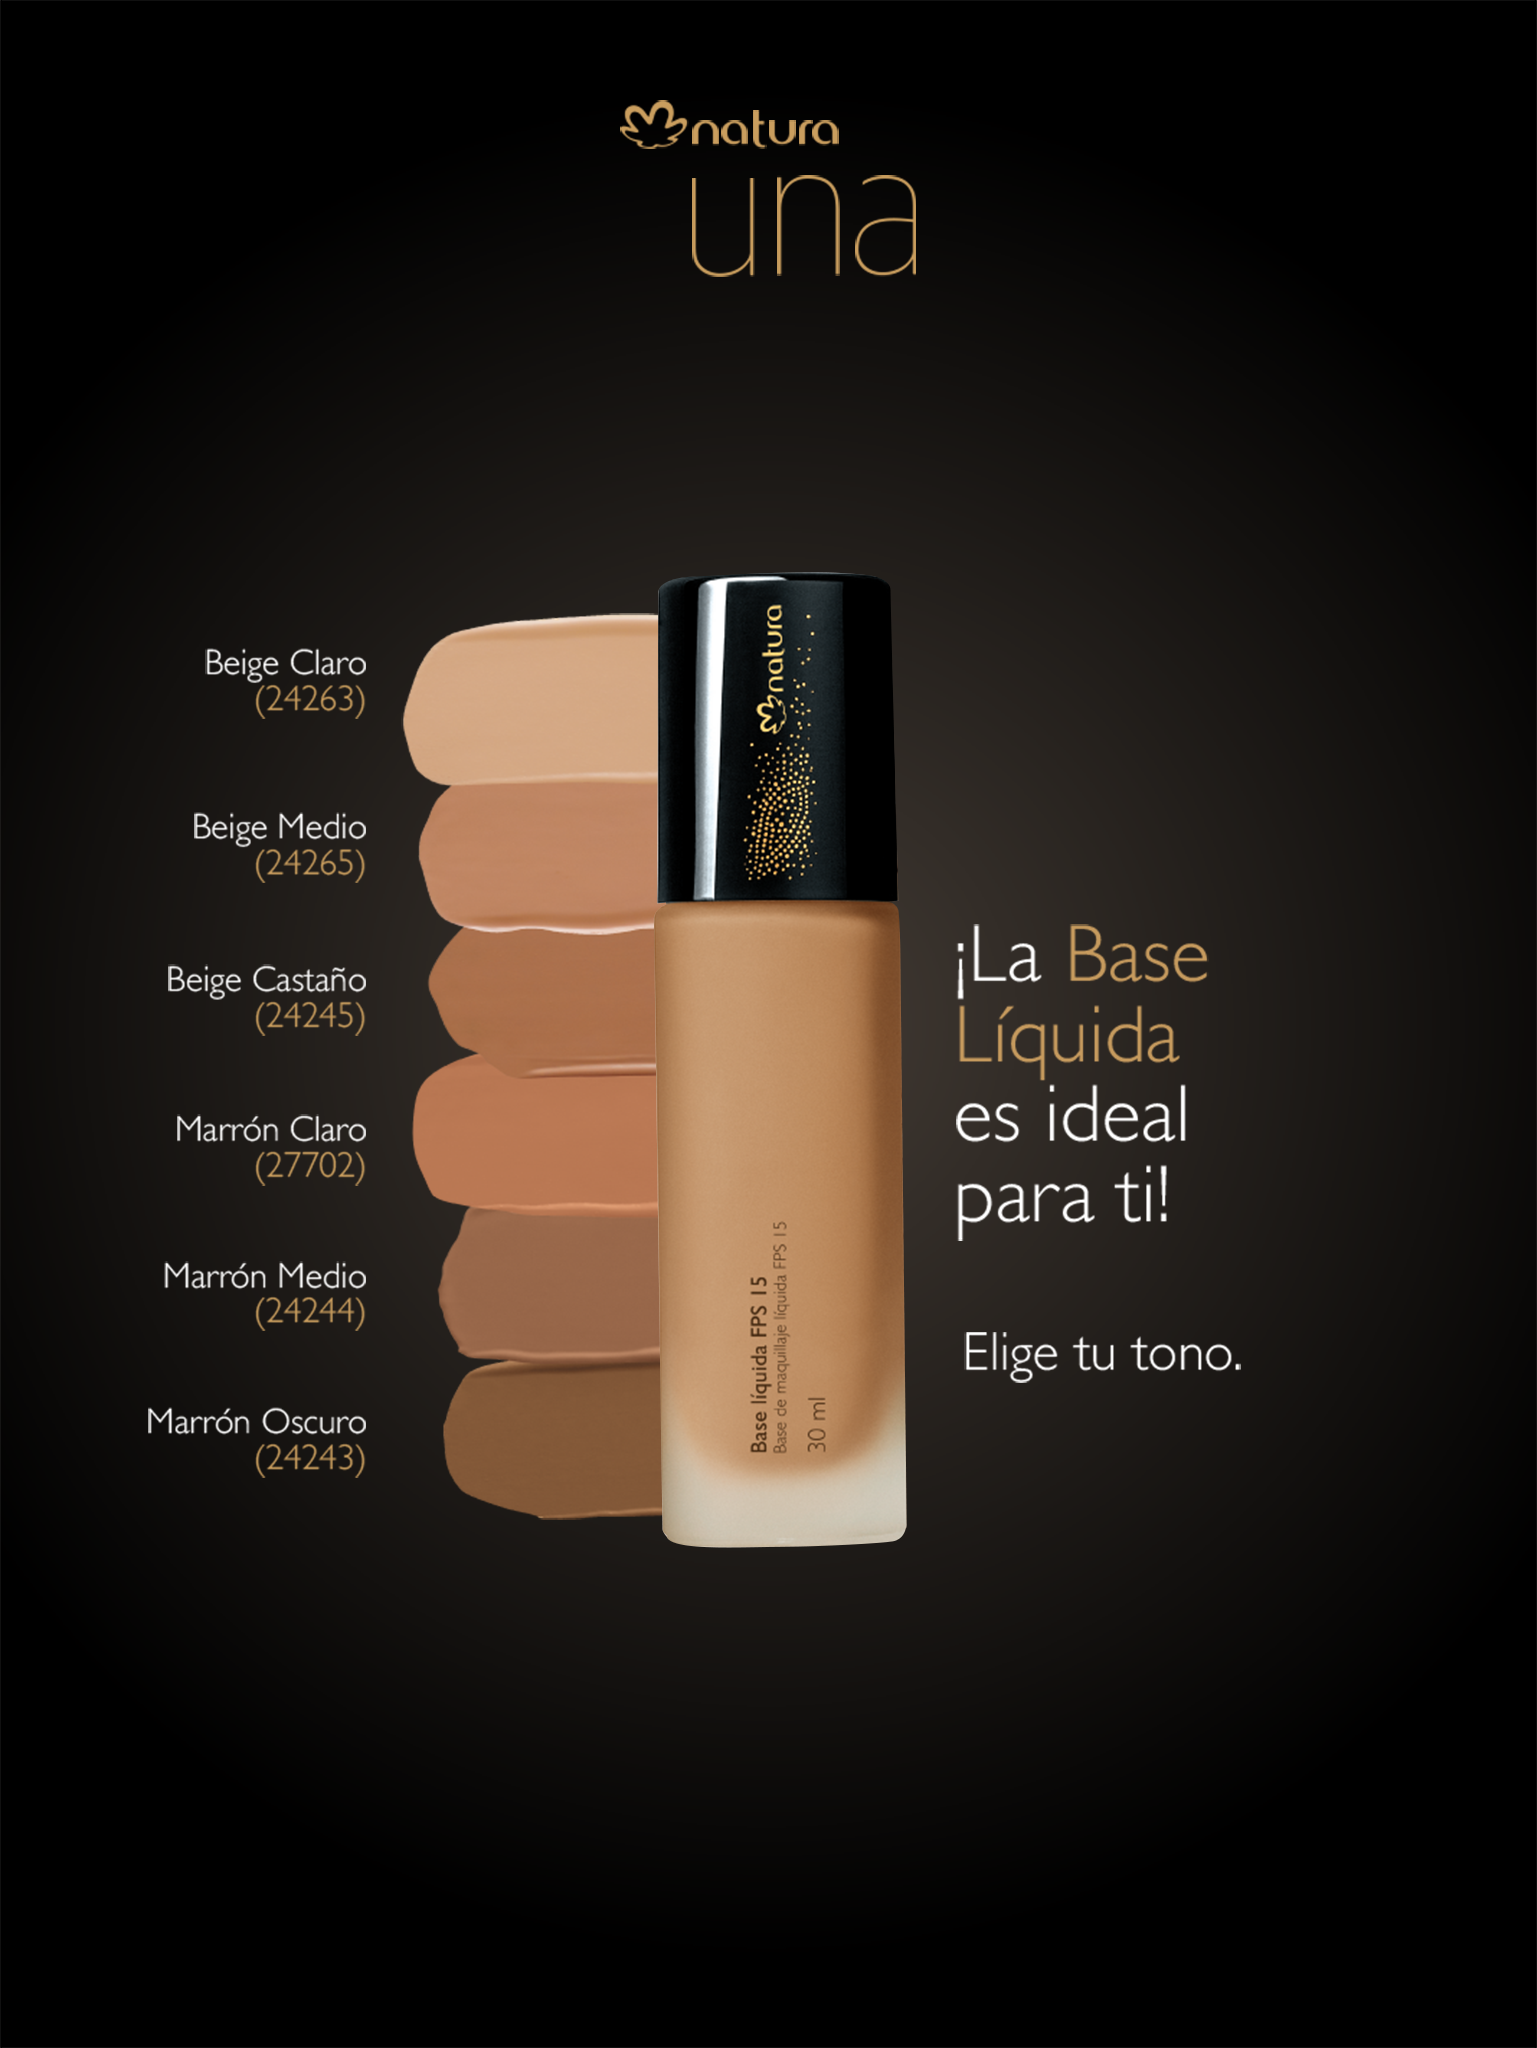 natura
una
Beige Claro
(24263)
Beige Medio
(24265)
Beige Castaño
(24245)
Marrón Claro
(27702)
Marrón Medio
(24244)
Marrón Oscuro
(24243)
natura
Base líquida FPS 15
Base de maquillaje líquida FPS 15
30 ml
¡La Base
Líquida
es ideal
para ti!
Elige tu tono.